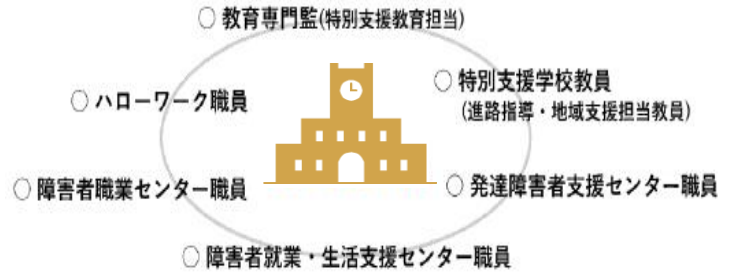 ○ 教育専門監(特別支援教育担当)
○ ハローワーク職員
○ 特別支援学校教員
(進路指導・地域支援担当教員)
○ 障害者職業センター職員
○ 発達障害者支援センター職員
○ 障害者就業・生活支援センター職員